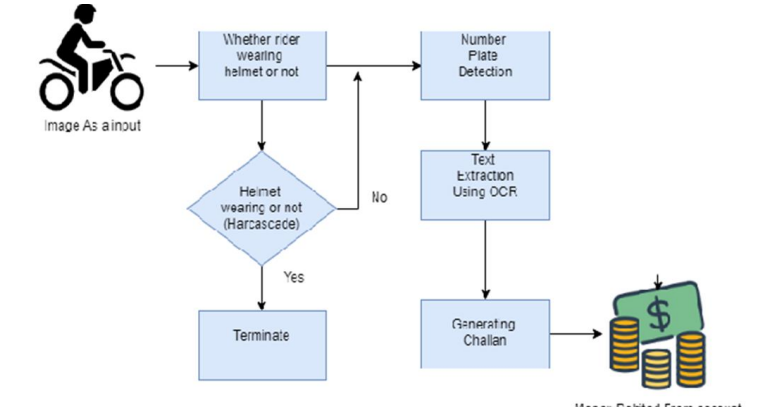 Image As a input
Whether rider
wearing
helmet or not
Number
Plate
Detection
Helmet
wearing or not
(Harcascade)
No
Yes
Terminate
Text
Extraction
Using OCR
Generating
Challan
$